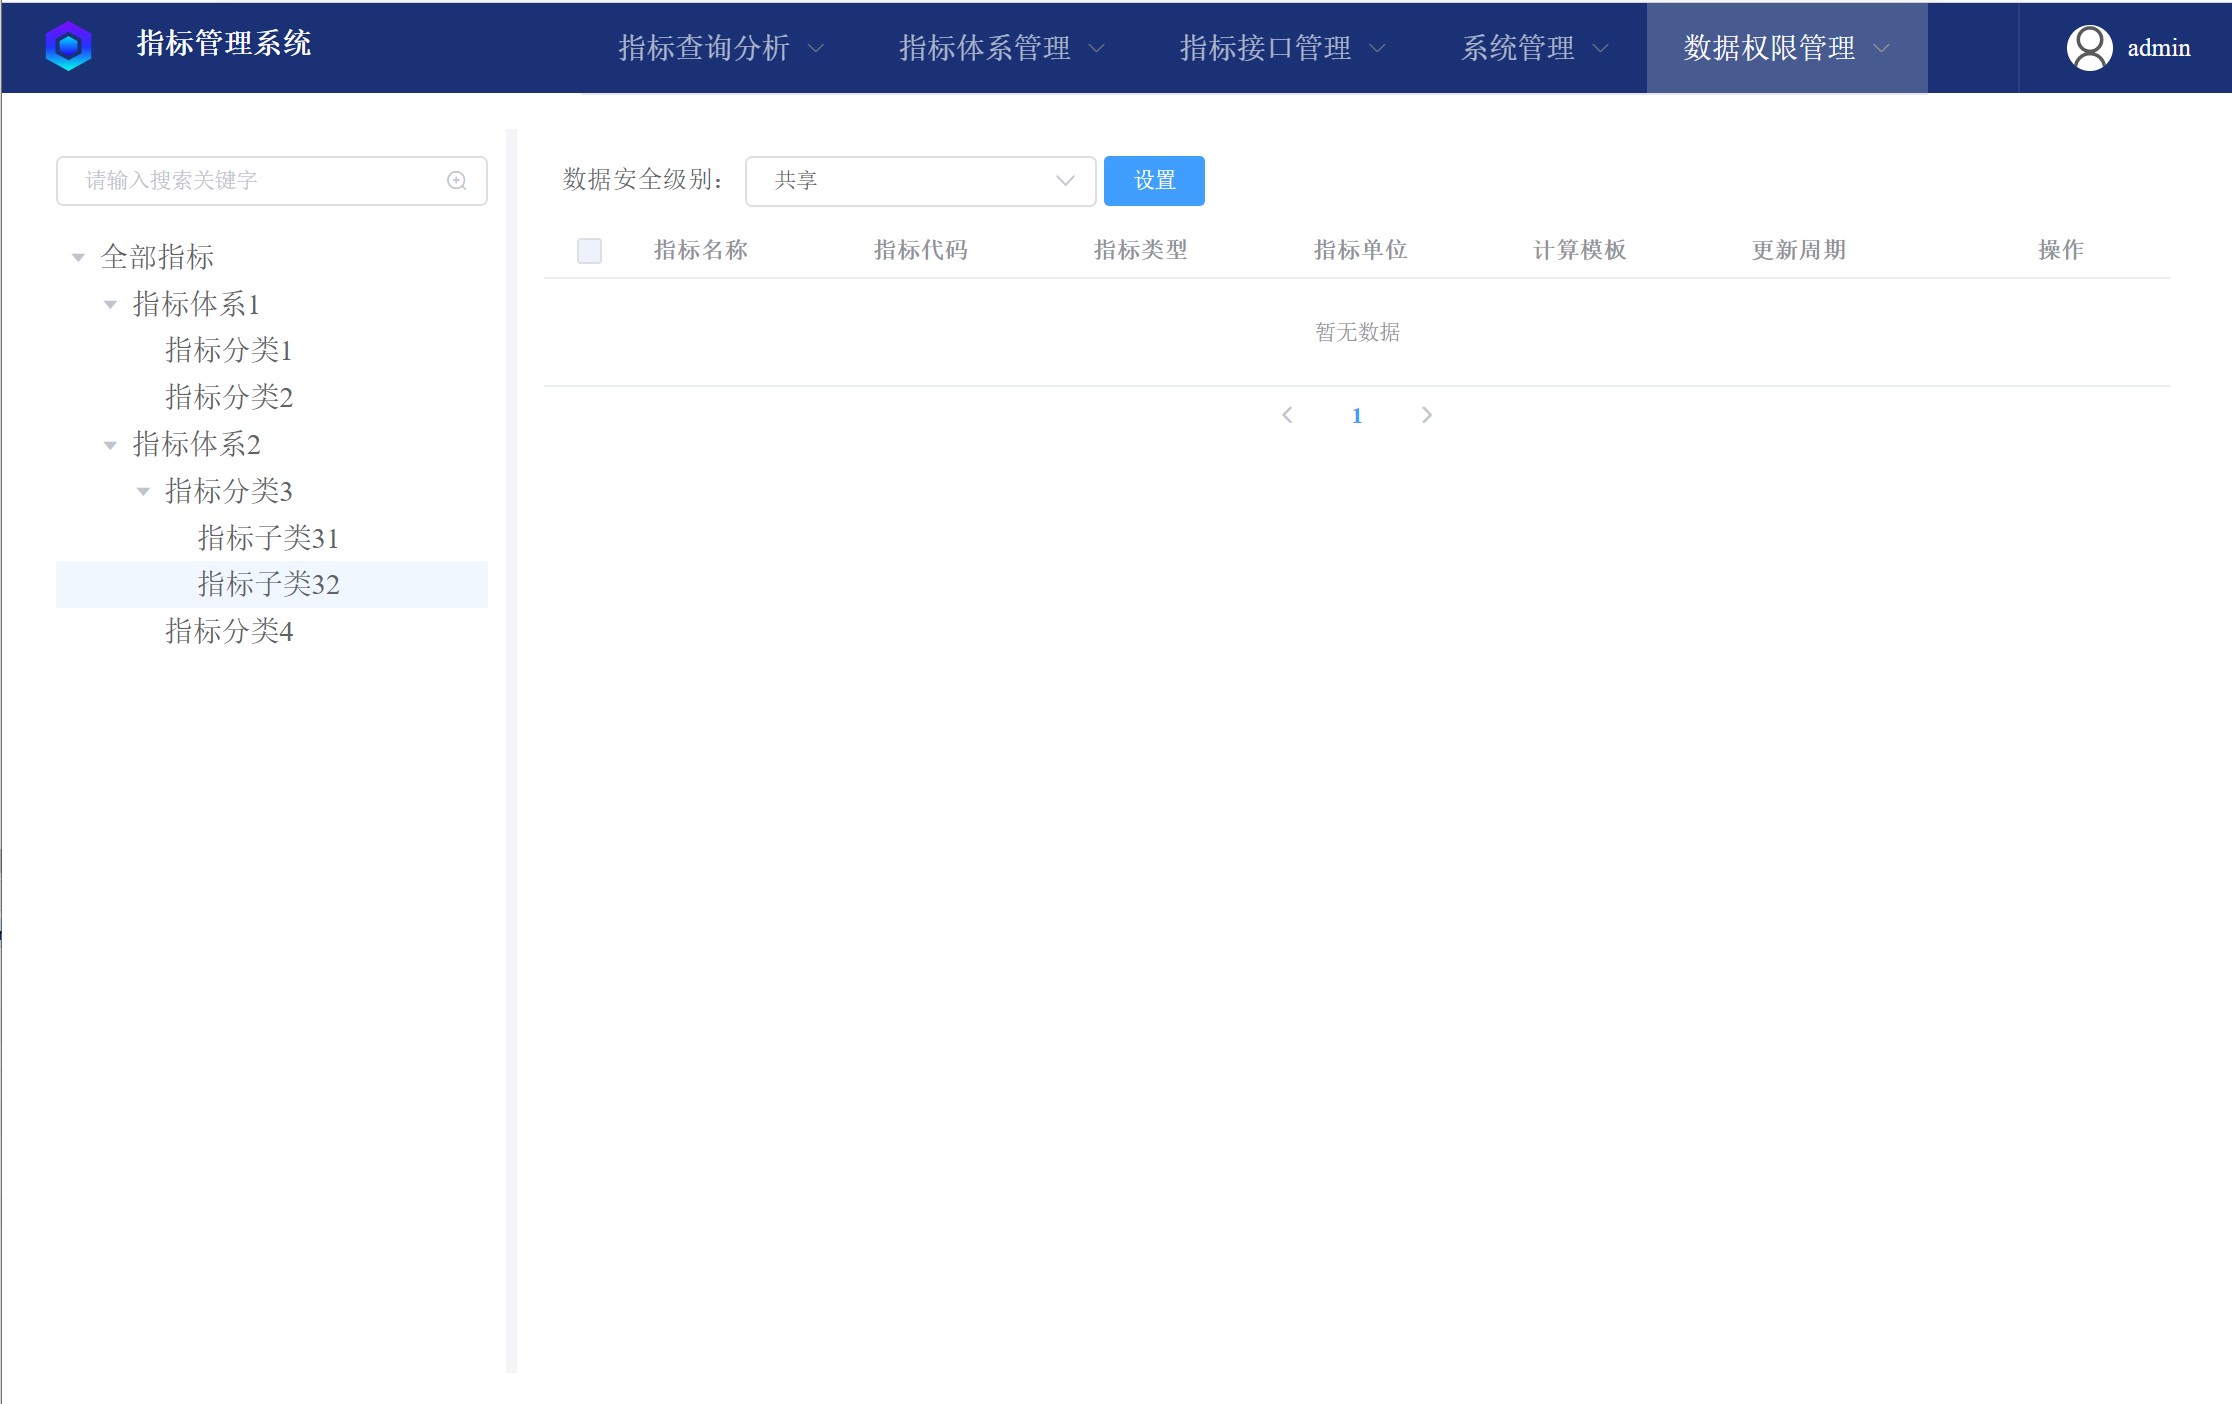 指标管理系统
指标查询分析 指标体系管理 指标接口管理 系统管理 数据权限管理 admin
请输入搜索关键字
全部指标
指标体系1
指标分类1
指标分类2
指标体系2
指标分类3
指标子类31
指标子类32
指标分类4
数据安全级别： 共享 设置
指标名称 指标代码 指标类型 指标单位 计算模板 更新周期 操作
暂无数据
1